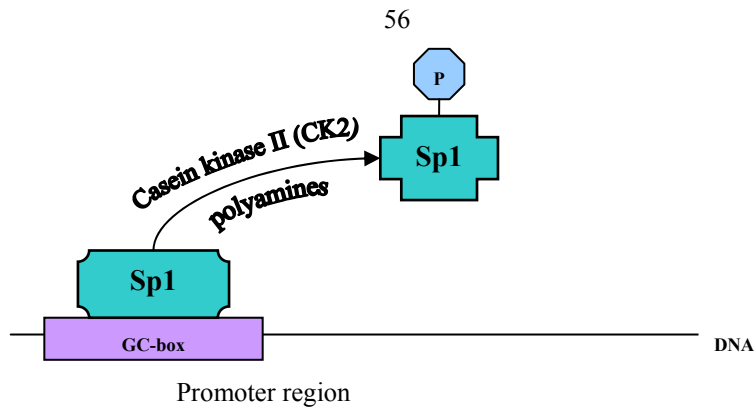 56
P
Sp1
Casein kinase II (CK2)
polyamines
Sp1
GC-box
DNA
Promoter region